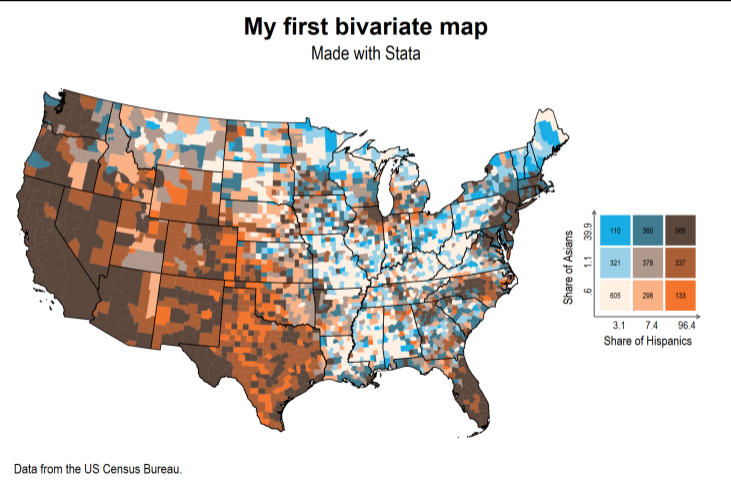 My first bivariate map
Made with Stata
Share of Asians
39.9
1.1
.6
110 360 566
321 378 337
605 298 133
3.1 7.4 96.4
Share of Hispanics
Data from the US Census Bureau.